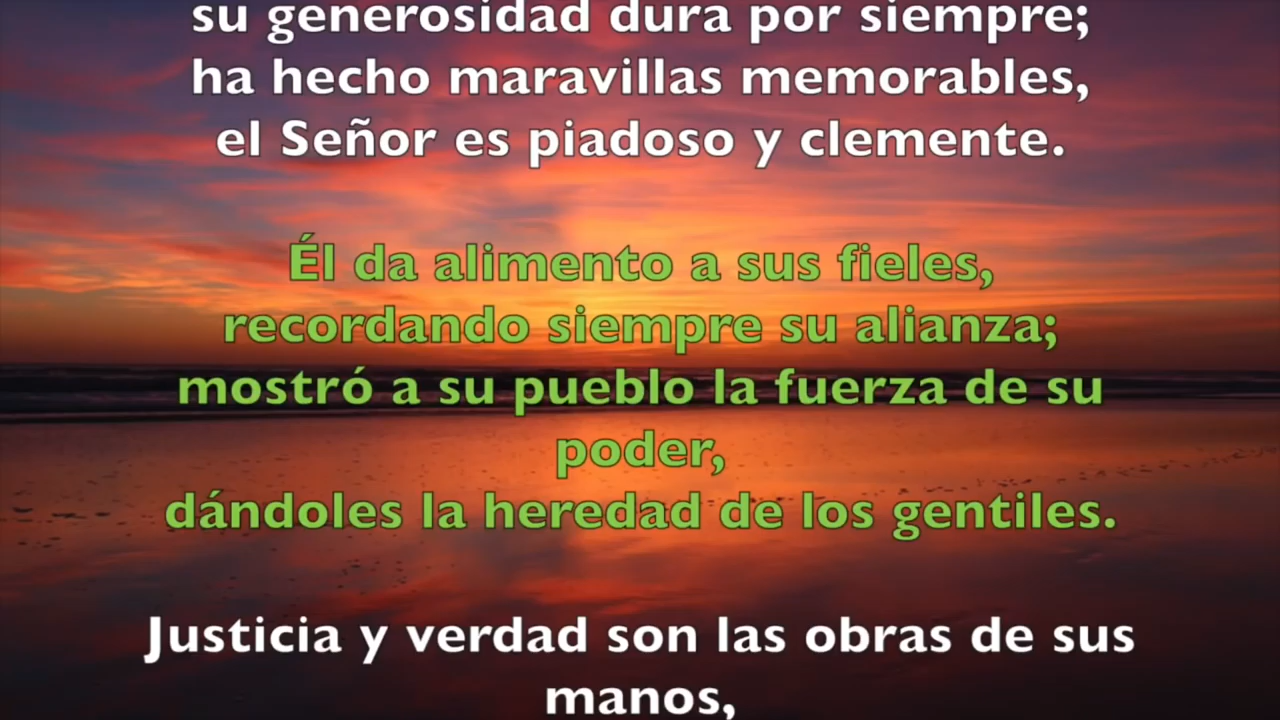 su generosidad dura por siempre;
ha hecho maravillas memorables,
el Señor es piadoso y clemente.
Él da alimento a sus fieles,
recordando siempre su alianza;
mostró a su pueblo la fuerza de su
poder,
dándoles la heredad de los gentiles.
Justicia y verdad son las obras de sus
manos,